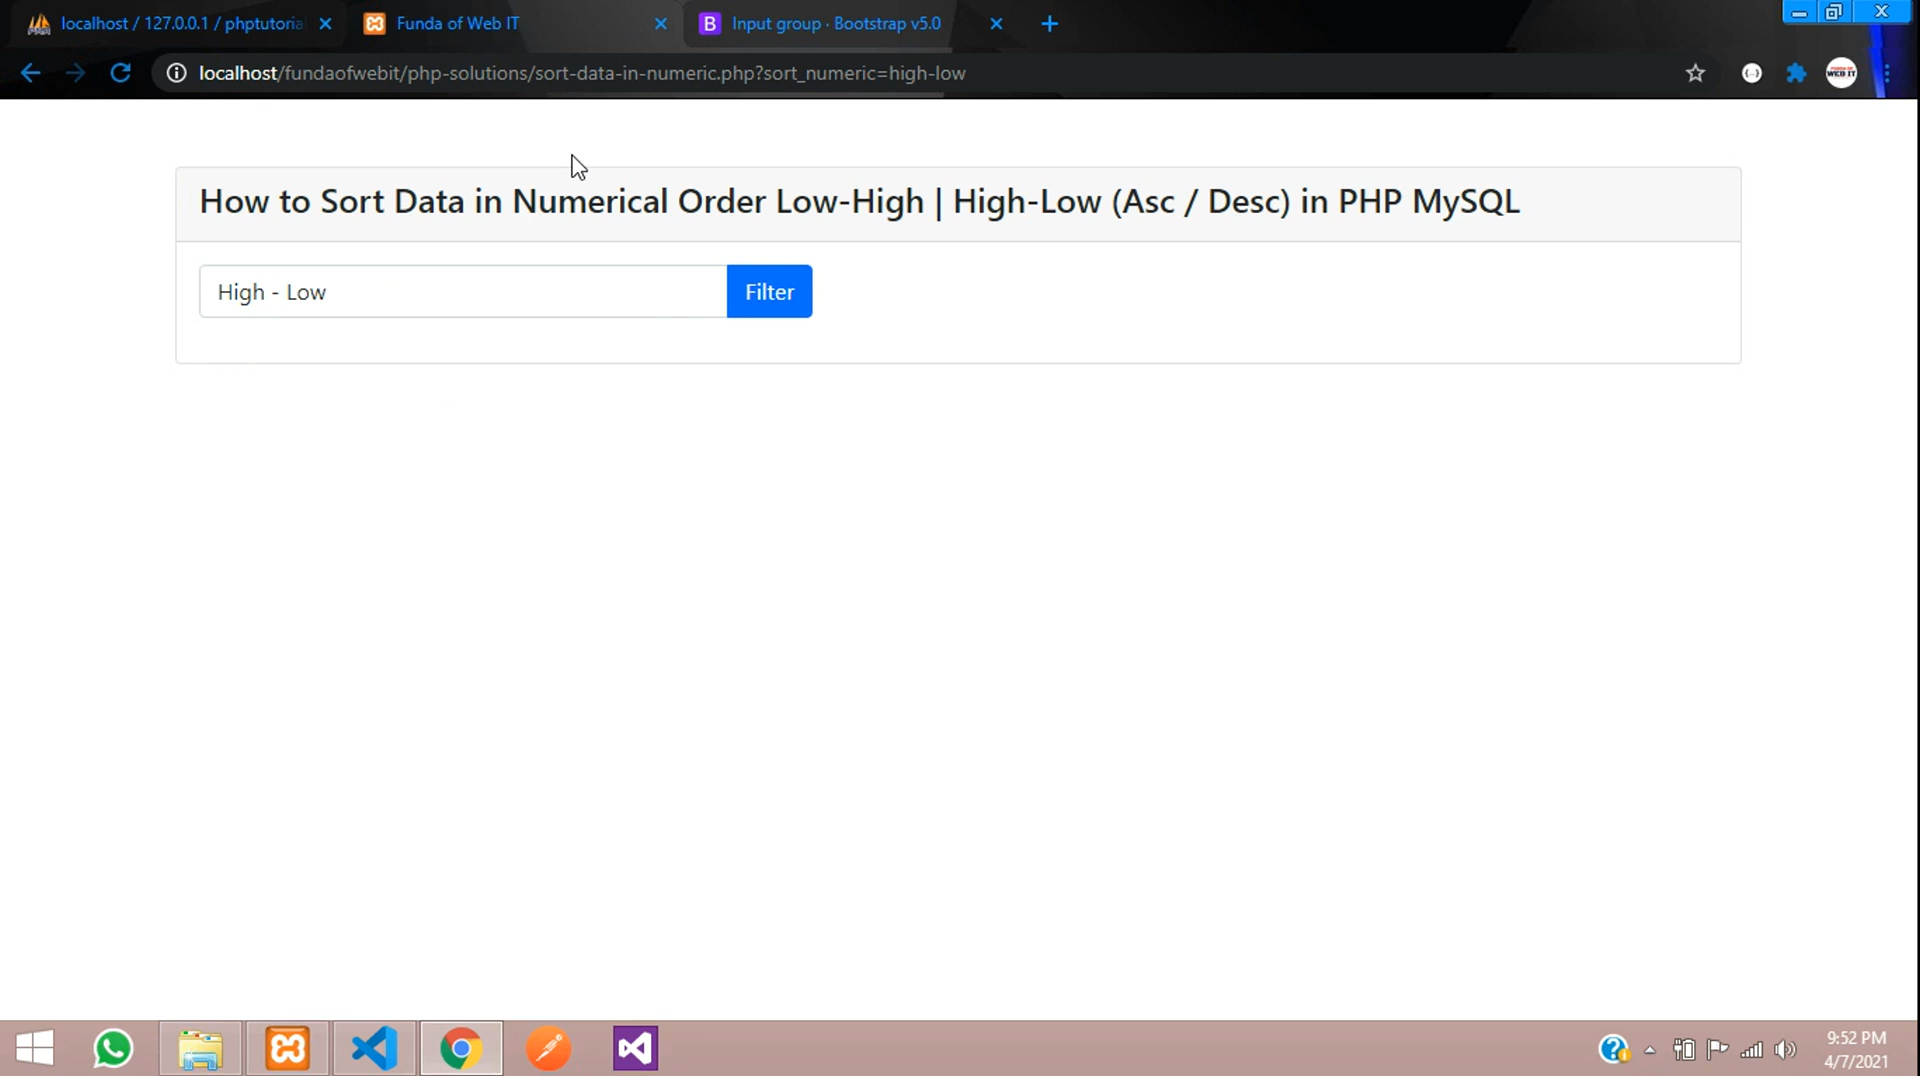 localhost / 127.0.0.1 / phptutoria
Funda of Web IT
B
Input group · Bootstrap v5.0
localhost/fundaofwebit/php-solutions/sort-data-in-numeric.php?sort_numeric=high-low
WEB IT
How to Sort Data in Numerical Order Low-High | High-Low (Asc / Desc) in PHP MySQL
High - Low
Filter
9:52 PM
4/7/2021